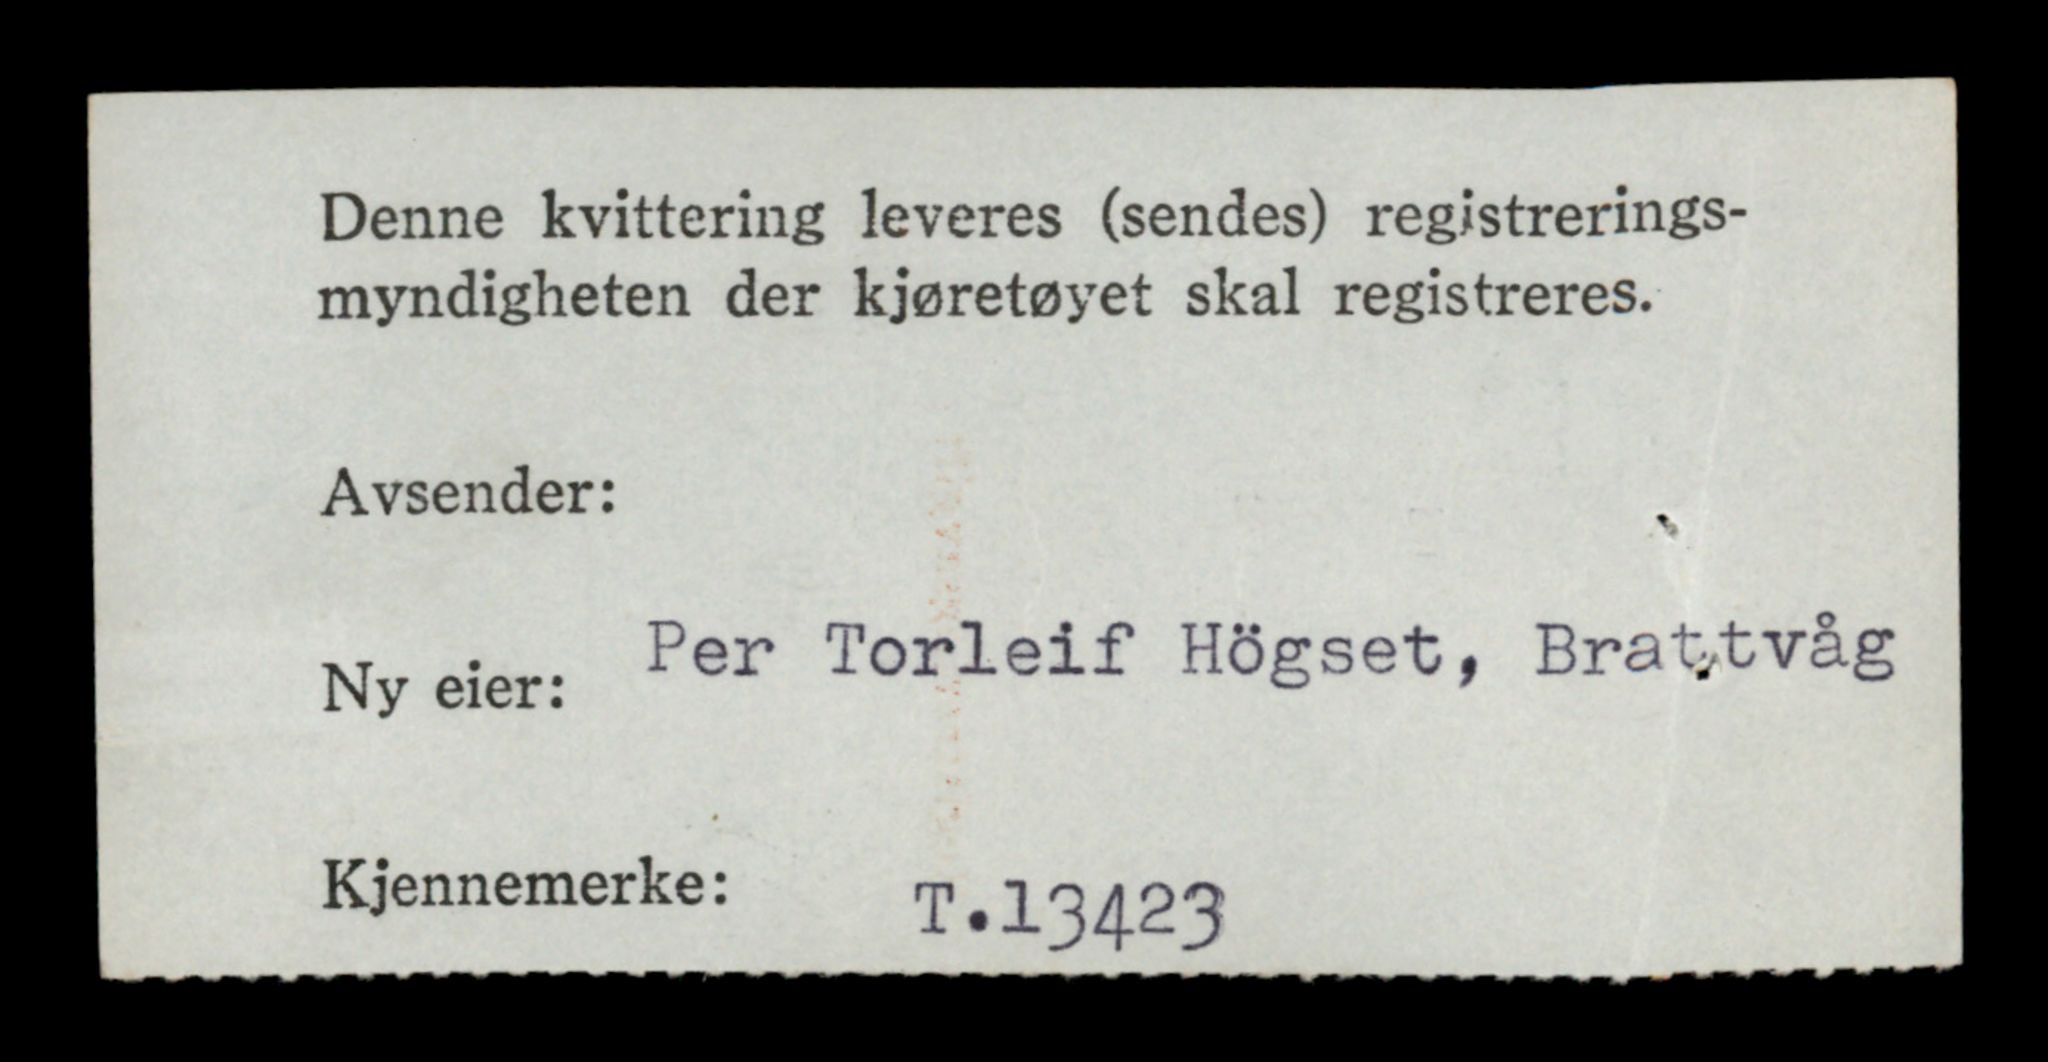 Denne kvittering leveres (sendes) registrerings-
myndigheten der kjøretøyet skal registreres.
Avsender:
Ny eier: Per Torleif Högset, Brattvåg
Kjennemerke: T.13423